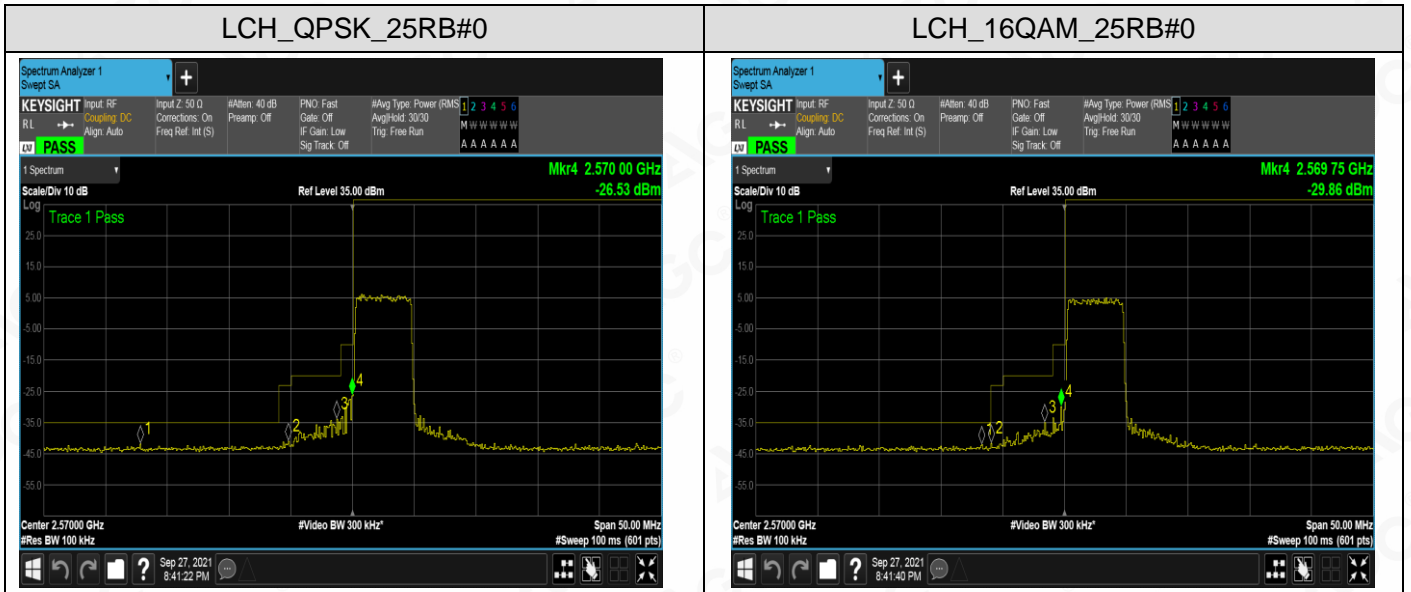 LCH_QPSK_25RB#0
Spectrum Analyzer 1
Swept SA
+
KEYSIGHT
RL
Input: RF
Coupling: DC
Align: Auto
Input Z: 50 Ω
Corrections: On
Freq Ref: Int (S)
#Atten: 40 dB
Preamp: Off
PNO: Fast
Gate: Off
IF Gain: Low
Sig Track: Off
#Avg Type: Power (RMS
Avg|Hold: 30/30
Trig: Free Run
1 2 3 4 5 6
M W W W W W
A A A A A A
LXI PASS
1 Spectrum
Mkr4 2.570 00 GHz
Scale/Div 10 dB
Ref Level 35.00 dBm
-26.53 dBm
Log
Trace 1 Pass
25.0
15.0
5.00
-5.00
-15.0
-25.0
-35.0
-45.0
-55.0
1
2
3
4
Center 2.57000 GHz
#Video BW 300 kHz*
Span 50.00 MHz
#Res BW 100 kHz
#Sweep 100 ms (601 pts)
?
Sep 27, 2021
8:41:22 PM
LCH_16QAM_25RB#0
Spectrum Analyzer 1
Swept SA
+
KEYSIGHT
RL
Input: RF
Coupling: DC
Align: Auto
Input Z: 50 Ω
Corrections: On
Freq Ref: Int (S)
#Atten: 40 dB
Preamp: Off
PNO: Fast
Gate: Off
IF Gain: Low
Sig Track: Off
#Avg Type: Power (RMS
Avg|Hold: 30/30
Trig: Free Run
1 2 3 4 5 6
M W W W W W
A A A A A A
LXI PASS
1 Spectrum
Mkr4 2.569 75 GHz
Scale/Div 10 dB
Ref Level 35.00 dBm
-29.86 dBm
Log
Trace 1 Pass
25.0
15.0
5.00
-5.00
-15.0
-25.0
-35.0
-45.0
-55.0
1
2
3
4
Center 2.57000 GHz
#Video BW 300 kHz*
Span 50.00 MHz
#Res BW 100 kHz
#Sweep 100 ms (601 pts)
?
Sep 27, 2021
8:41:40 PM